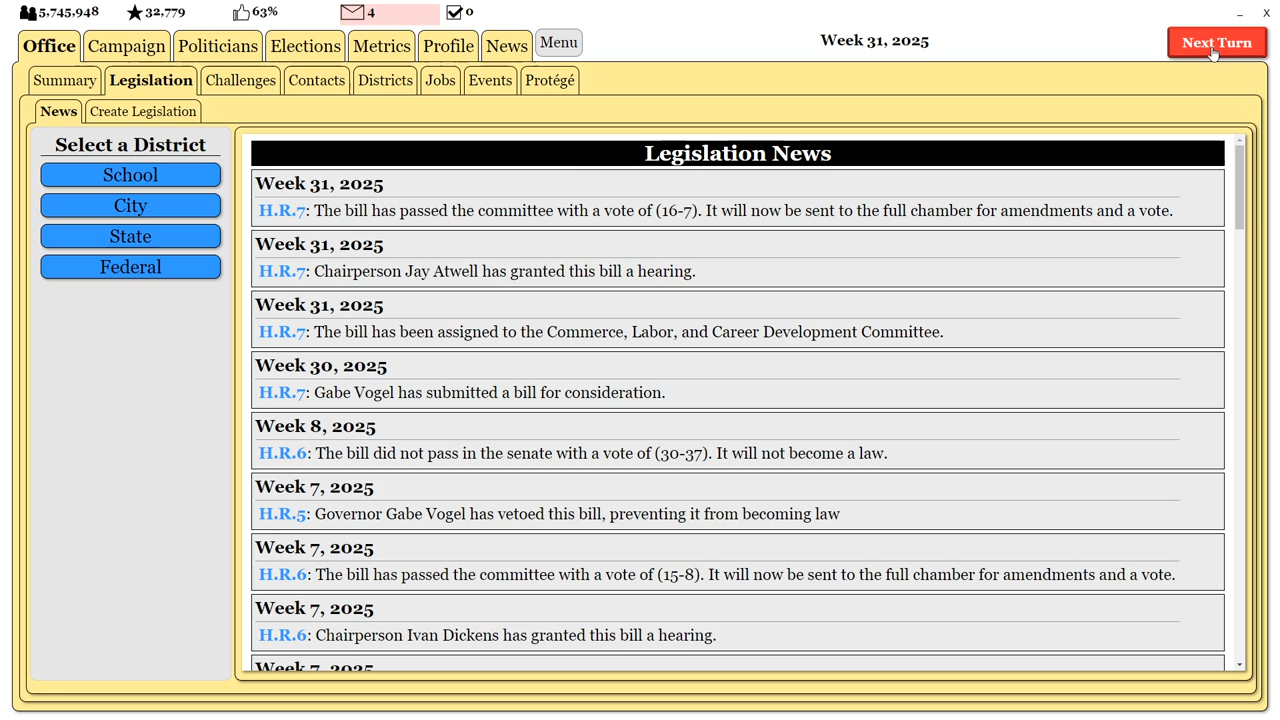 5,745,948 32,779 63% 4 0 _ X
Office Campaign Politicians Elections Metrics Profile News Menu Week 31, 2025 Next Turn
Summary Legislation Challenges Contacts Districts Jobs Events Protégé
News Create Legislation
Select a District
School
City
State
Federal
Legislation News
Week 31, 2025
H.R.7: The bill has passed the committee with a vote of (16-7). It will now be sent to the full chamber for amendments and a vote.
Week 31, 2025
H.R.7: Chairperson Jay Atwell has granted this bill a hearing.
Week 31, 2025
H.R.7: The bill has been assigned to the Commerce, Labor, and Career Development Committee.
Week 30, 2025
H.R.7: Gabe Vogel has submitted a bill for consideration.
Week 8, 2025
H.R.6: The bill did not pass in the senate with a vote of (30-37). It will not become a law.
Week 7, 2025
H.R.5: Governor Gabe Vogel has vetoed this bill, preventing it from becoming law
Week 7, 2025
H.R.6: The bill has passed the committee with a vote of (15-8). It will now be sent to the full chamber for amendments and a vote.
Week 7, 2025
H.R.6: Chairperson Ivan Dickens has granted this bill a hearing.
Week 7, 2025